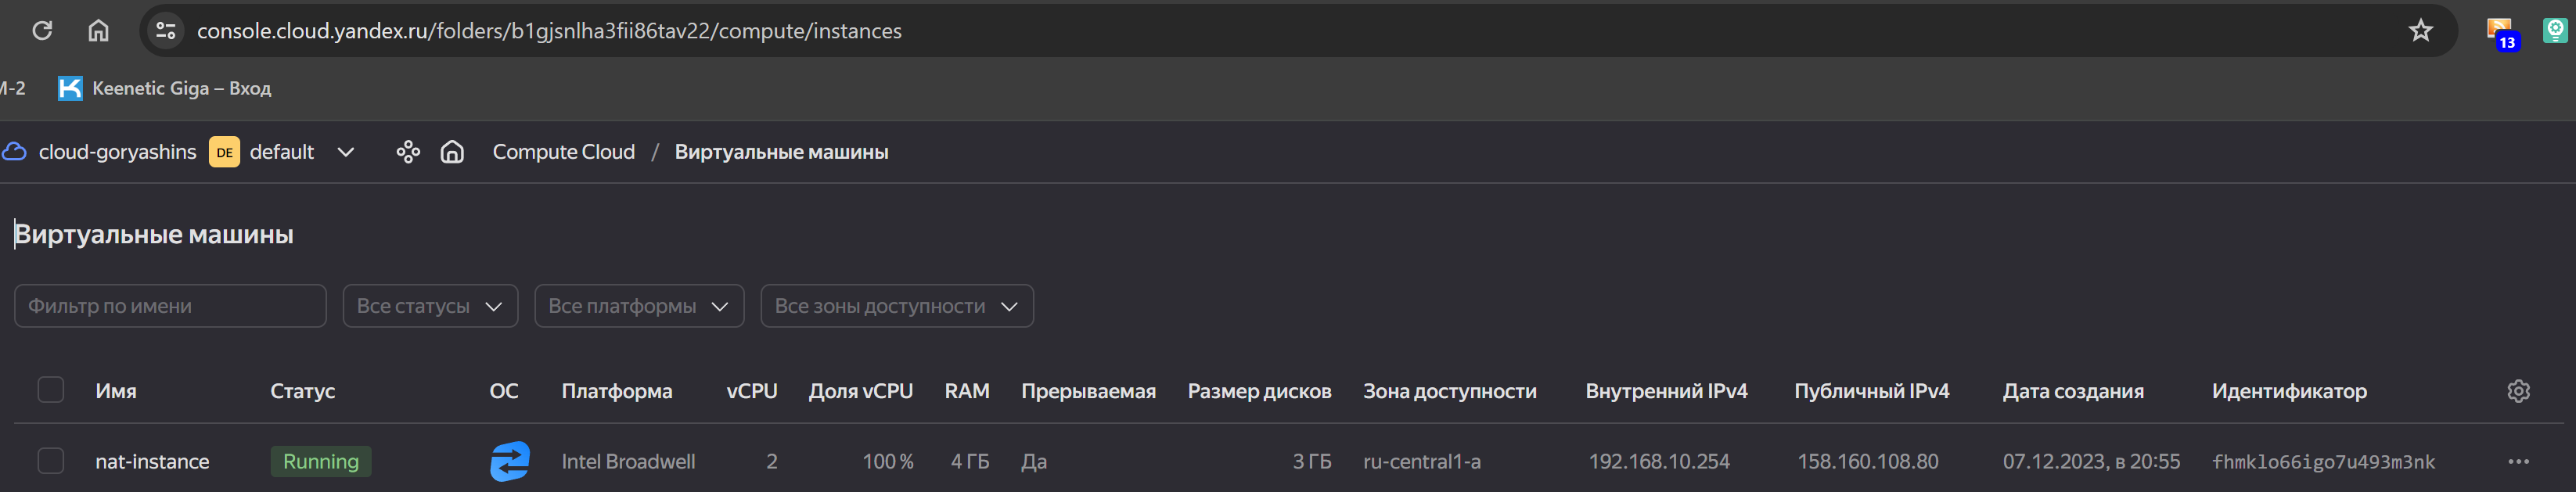 console.cloud.yandex.ru/folders/b1gjsnlha3fii86tav22/compute/instances
13
M-2 Keenetic Giga – Вход
cloud-goryashins DE default Compute Cloud / Виртуальные машины
Виртуальные машины
Фильтр по имени Все статусы Все платформы Все зоны доступности
Имя Статус ОС Платформа vCPU Доля vCPU RAM Прерываемая Размер дисков Зона доступности Внутренний IPv4 Публичный IPv4 Дата создания Идентификатор
nat-instance Running Intel Broadwell 2 100 % 4 ГБ Да 3 ГБ ru-central1-a 192.168.10.254 158.160.108.80 07.12.2023, в 20:55 fhmklo66igo7u493m3nk